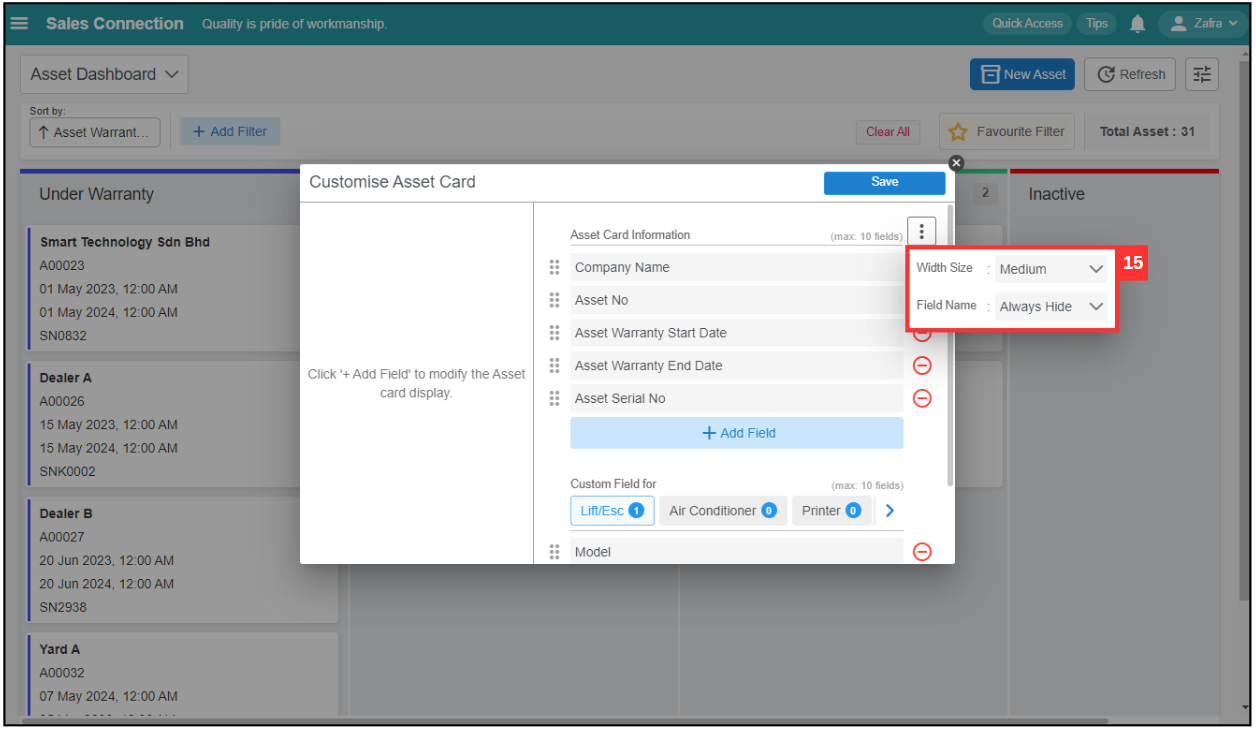 Sales Connection Quality is pride of workmanship. Quick Access Tips Zafra
Asset Dashboard New Asset Refresh
Sort by:
Asset Warrant... + Add Filter Clear All Favourite Filter Total Asset : 31
Under Warranty 2 Inactive
Smart Technology Sdn Bhd
A00023
01 May 2023, 12:00 AM
01 May 2024, 12:00 AM
SN0832
Dealer A
A00026
15 May 2023, 12:00 AM
15 May 2024, 12:00 AM
SNK0002
Dealer B
A00027
20 Jun 2023, 12:00 AM
20 Jun 2024, 12:00 AM
SN2938
Yard A
A00032
07 May 2024, 12:00 AM
Customise Asset Card Save
Click '+ Add Field' to modify the Asset
card display.
Asset Card Information (max: 10 fields)
Company Name
Asset No
Asset Warranty Start Date
Asset Warranty End Date
Asset Serial No
+ Add Field
Custom Field for (max: 10 fields)
Lift/Esc 1 Air Conditioner 0 Printer 0
Model
Width Size : Medium 15
Field Name : Always Hide